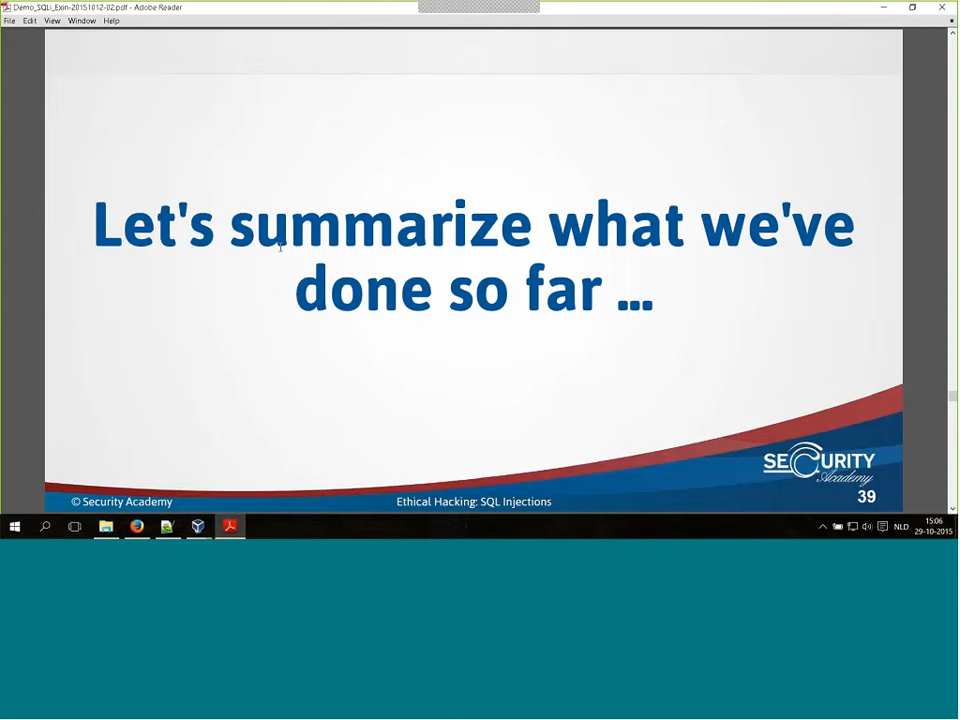 Demo_SQLi_Exin-20151012-02.pdf - Adobe Reader
File Edit View Window Help
Let's summarize what we've
done so far ...
SECURITY
Academy
© Security Academy
Ethical Hacking: SQL Injections
39
NLD
15:06
29-10-2015